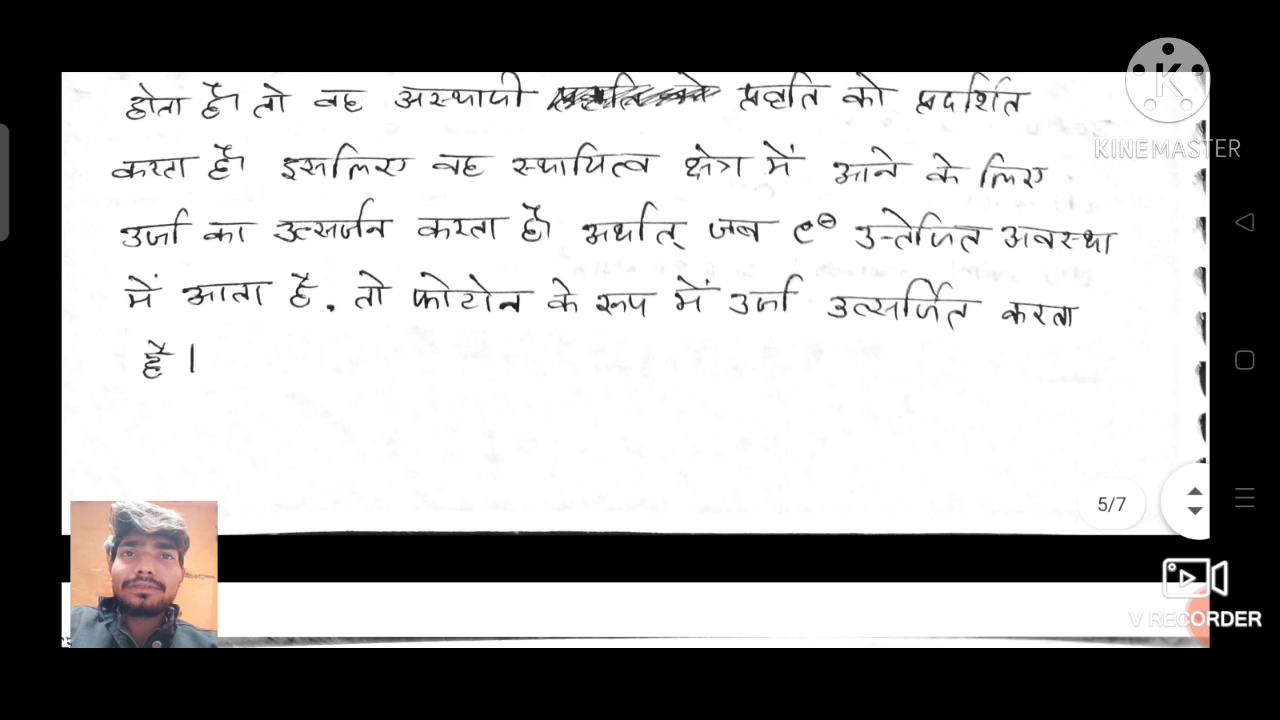 होता है। तो वह अस्थायी प्रवृति को प्रदर्शित
करता है। इसलिए वह स्थायित्व क्षेत्र में आने के लिए
उर्जा का उत्सर्जन करता है। अर्थात् जब e⊖ उत्तेजित अवस्था
में आता है, तो फोटोन के रूप में उर्जा उत्सर्जित करता
है।
KINEMASTER
5/7
V RECORDER